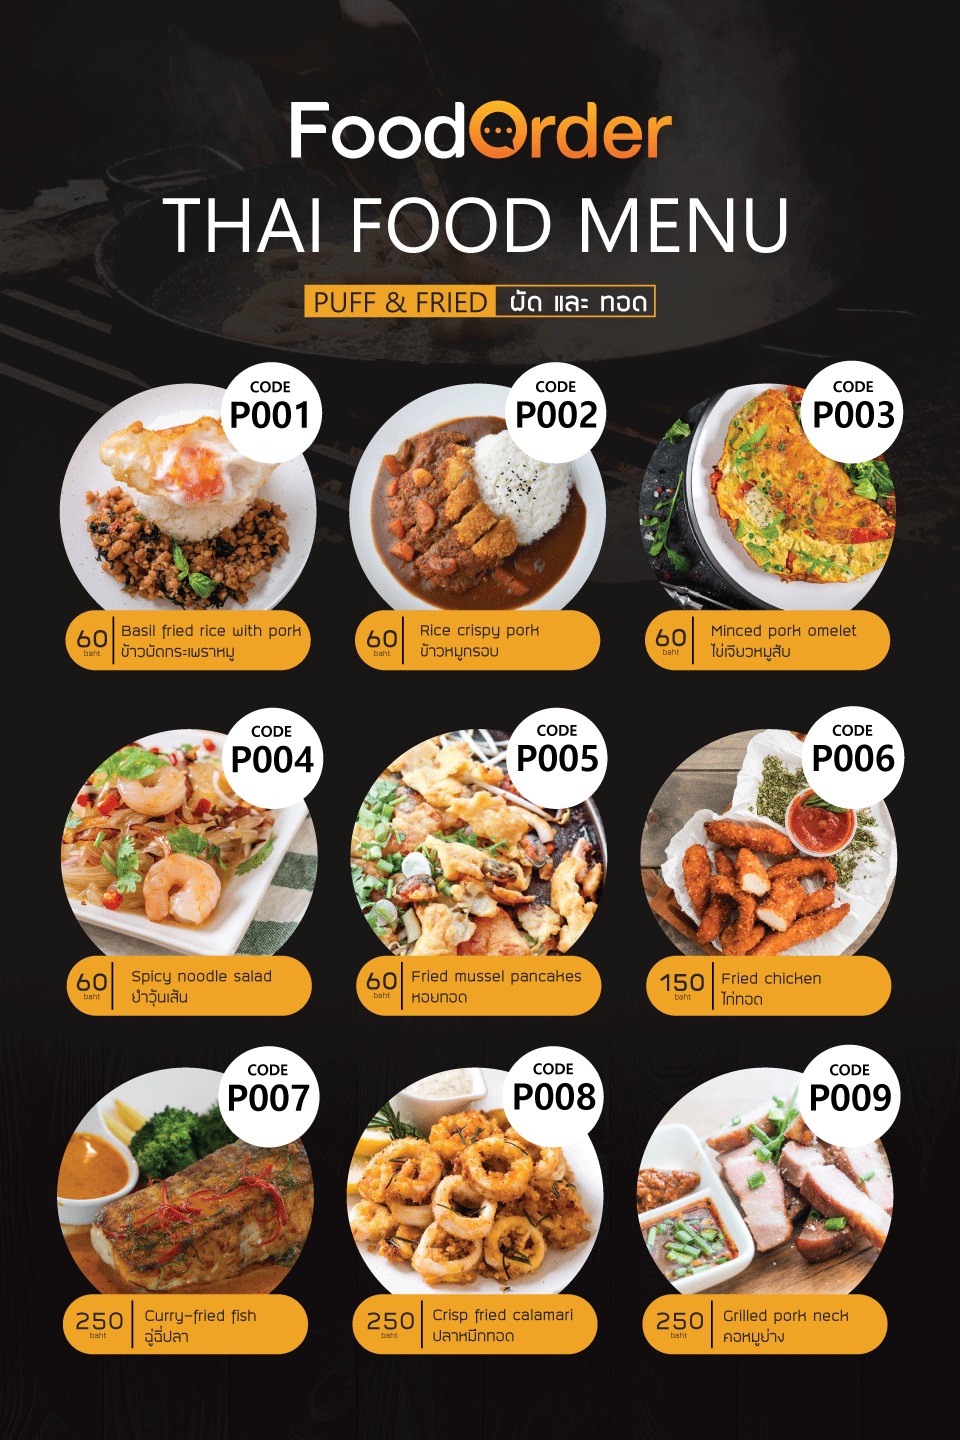 FoodOrder
THAI FOOD MENU
PUFF & FRIED ผัด และ ทอด
CODE
P001
60
baht
Basil fried rice with pork
ข้าวผัดกระเพราหมู
CODE
P002
60
baht
Rice crispy pork
ข้าวหมูกรอบ
CODE
P003
60
baht
Minced pork omelet
ไข่เจียวหมูสับ
CODE
P004
60
baht
Spicy noodle salad
ยำวุ้นเส้น
CODE
P005
60
baht
Fried mussel pancakes
หอยทอด
CODE
P006
150
baht
Fried chicken
ไก่ทอด
CODE
P007
250
baht
Curry-fried fish
ฉู่ฉี่ปลา
CODE
P008
250
baht
Crisp fried calamari
ปลาหมึกทอด
CODE
P009
250
baht
Grilled pork neck
คอหมูย่าง